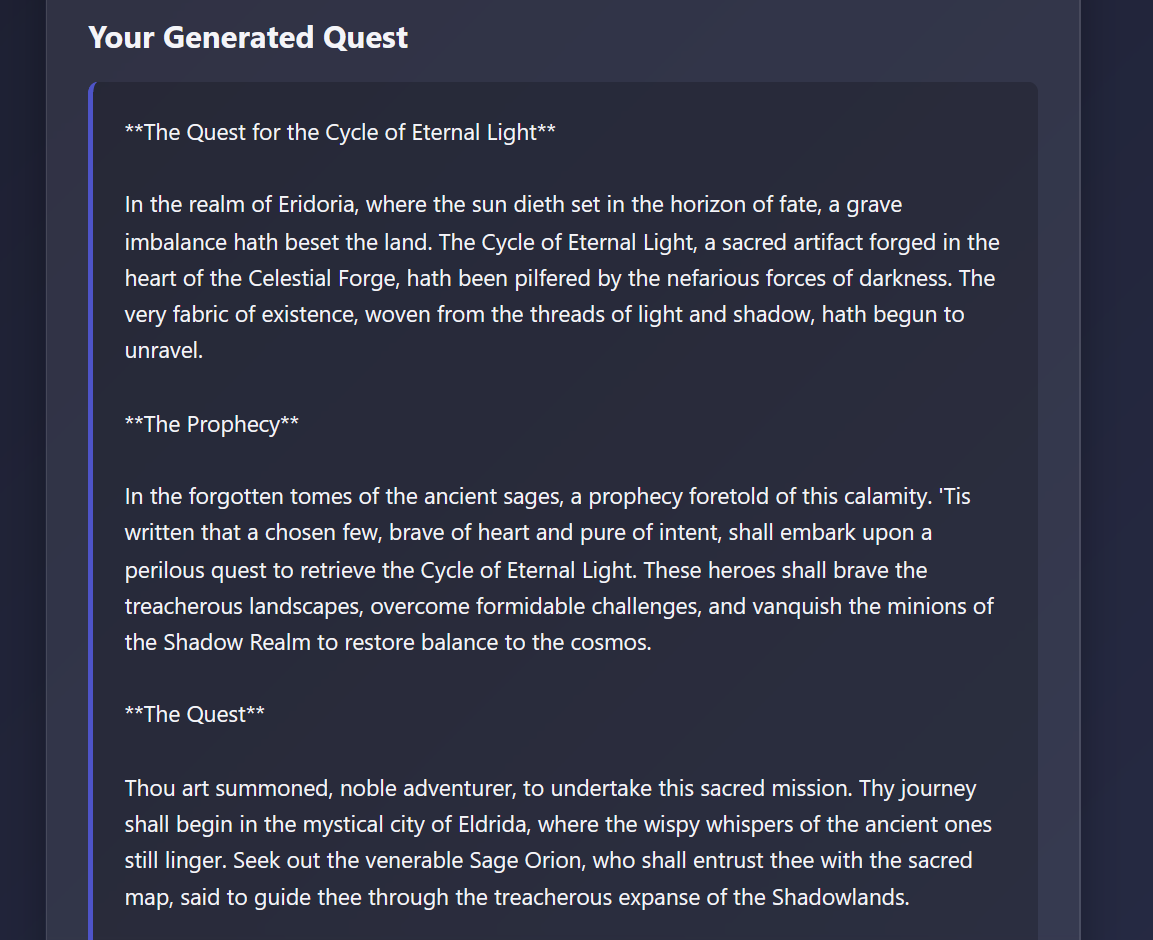 Your Generated Quest
**The Quest for the Cycle of Eternal Light**
In the realm of Eridoria, where the sun dieth set in the horizon of fate, a grave
imbalance hath beset the land. The Cycle of Eternal Light, a sacred artifact forged in the
heart of the Celestial Forge, hath been pilfered by the nefarious forces of darkness. The
very fabric of existence, woven from the threads of light and shadow, hath begun to
unravel.
**The Prophecy**
In the forgotten tomes of the ancient sages, a prophecy foretold of this calamity. 'Tis
written that a chosen few, brave of heart and pure of intent, shall embark upon a
perilous quest to retrieve the Cycle of Eternal Light. These heroes shall brave the
treacherous landscapes, overcome formidable challenges, and vanquish the minions of
the Shadow Realm to restore balance to the cosmos.
**The Quest**
Thou art summoned, noble adventurer, to undertake this sacred mission. Thy journey
shall begin in the mystical city of Eldrida, where the wispy whispers of the ancient ones
still linger. Seek out the venerable Sage Orion, who shall entrust thee with the sacred
map, said to guide thee through the treacherous expanse of the Shadowlands.